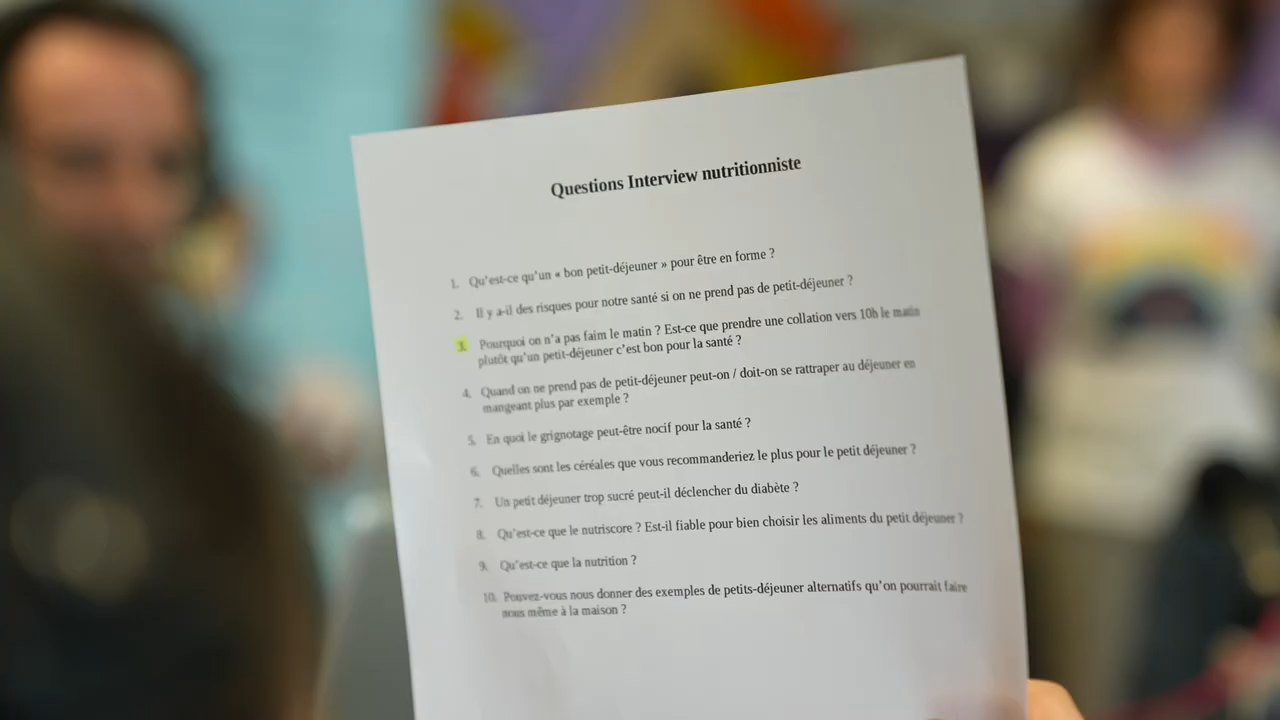 Questions Interview nutritionniste
1. Qu'est-ce qu'un « bon petit-déjeuner » pour être en forme ?
2. Il y a-il des risques pour notre santé si on ne prend pas de petit-déjeuner ?
3. Pourquoi on n'a pas faim le matin ? Est-ce que prendre une collation vers 10h le matin
plutôt qu'un petit-déjeuner c'est bon pour la santé ?
4. Quand on ne prend pas de petit-déjeuner peut-on / doit-on se rattraper au déjeuner en
mangeant plus par exemple ?
5. En quoi le grignotage peut-être nocif pour la santé ?
6. Quelles sont les céréales que vous recommanderiez le plus pour le petit déjeuner ?
7. Un petit déjeuner trop sucré peut-il déclencher du diabète ?
8. Qu'est-ce que le nutriscore ? Est-il fiable pour bien choisir les aliments du petit déjeuner ?
9. Qu'est-ce que la nutrition ?
10. Pouvez-vous nous donner des exemples de petits-déjeuner alternatifs qu'on pourrait faire
nous même à la maison ?